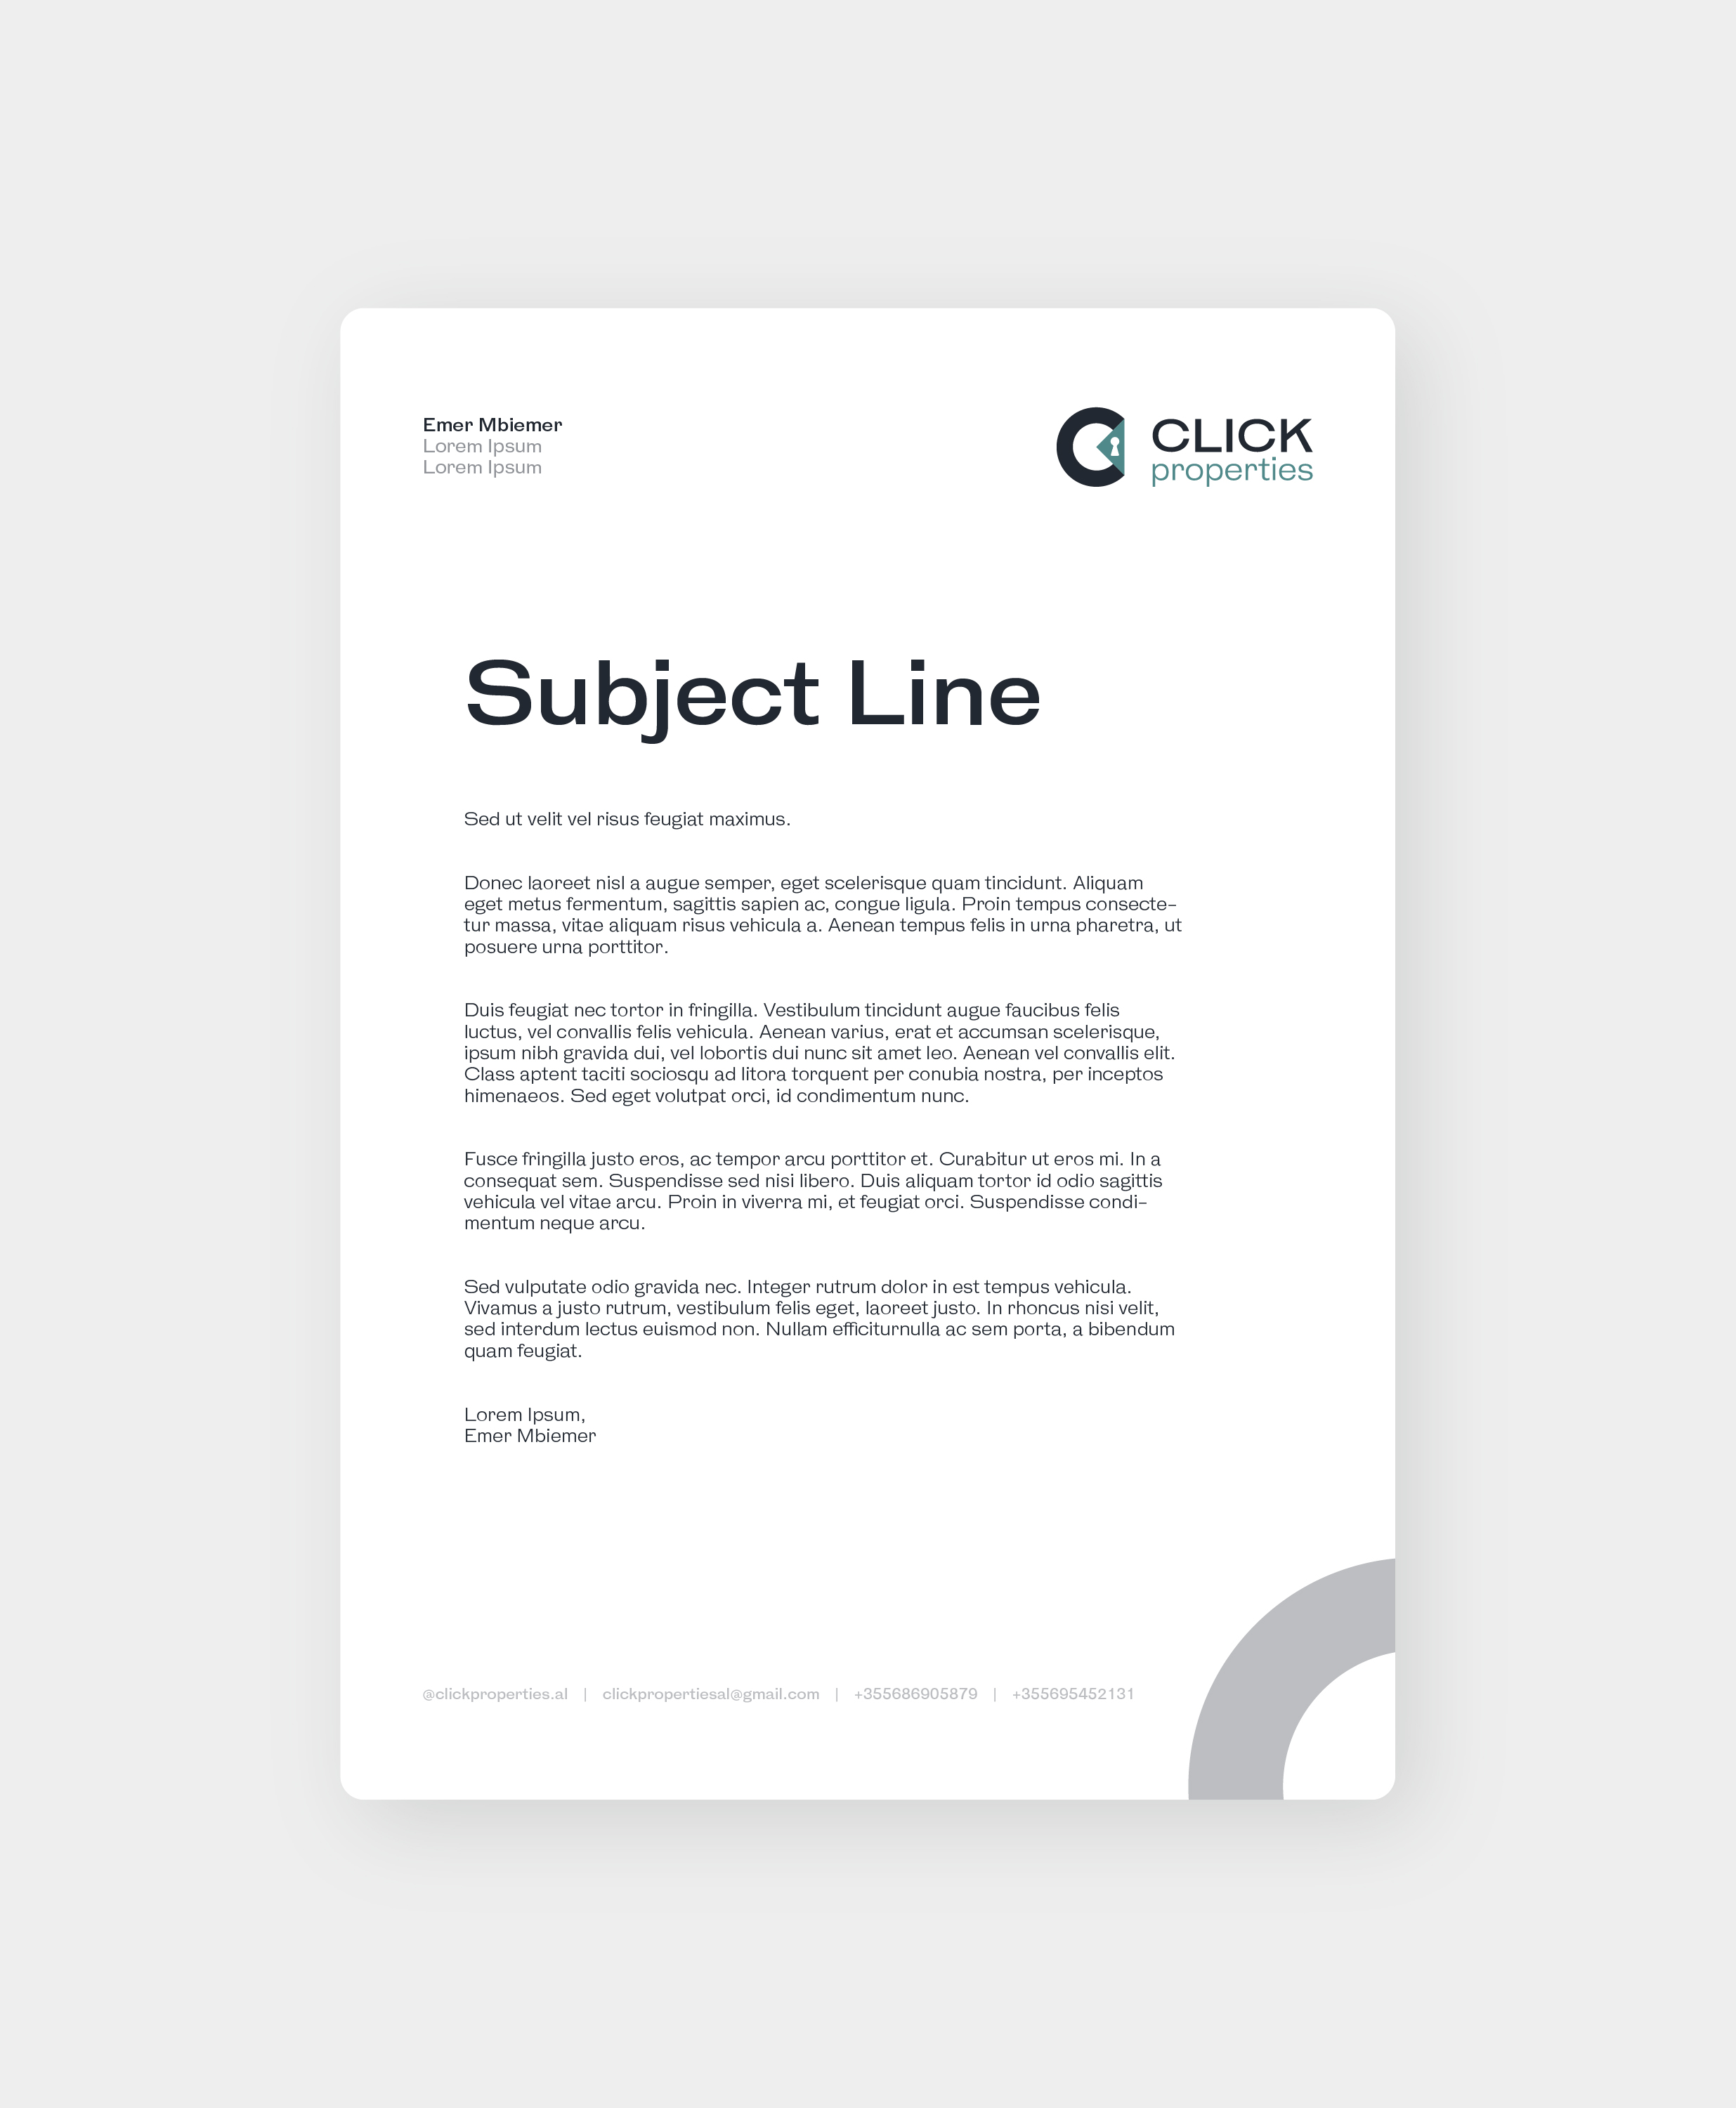 Emer Mbiemer
Lorem Ipsum
Lorem Ipsum
CLICK
properties
Subject Line
Sed ut velit vel risus feugiat maximus.
Donec laoreet nisl a augue semper, eget scelerisque quam tincidunt. Aliquam
eget metus fermentum, sagittis sapien ac, congue ligula. Proin tempus consecte-
tur massa, vitae aliquam risus vehicula a. Aenean tempus felis in urna pharetra, ut
posuere urna porttitor.
Duis feugiat nec tortor in fringilla. Vestibulum tincidunt augue faucibus felis
luctus, vel convallis felis vehicula. Aenean varius, erat et accumsan scelerisque,
ipsum nibh gravida dui, vel lobortis dui nunc sit amet leo. Aenean vel convallis elit.
Class aptent taciti sociosqu ad litora torquent per conubia nostra, per inceptos
himenaeos. Sed eget volutpat orci, id condimentum nunc.
Fusce fringilla justo eros, ac tempor arcu porttitor et. Curabitur ut eros mi. In a
consequat sem. Suspendisse sed nisi libero. Duis aliquam tortor id odio sagittis
vehicula vel vitae arcu. Proin in viverra mi, et feugiat orci. Suspendisse condi-
mentum neque arcu.
Sed vulputate odio gravida nec. Integer rutrum dolor in est tempus vehicula.
Vivamus a justo rutrum, vestibulum felis eget, laoreet justo. In rhoncus nisi velit,
sed interdum lectus euismod non. Nullam efficiturnulla ac sem porta, a bibendum
quam feugiat.
Lorem Ipsum,
Emer Mbiemer
@clickproperties.al | clickpropertiesal@gmail.com | +355686905879 | +355695452131